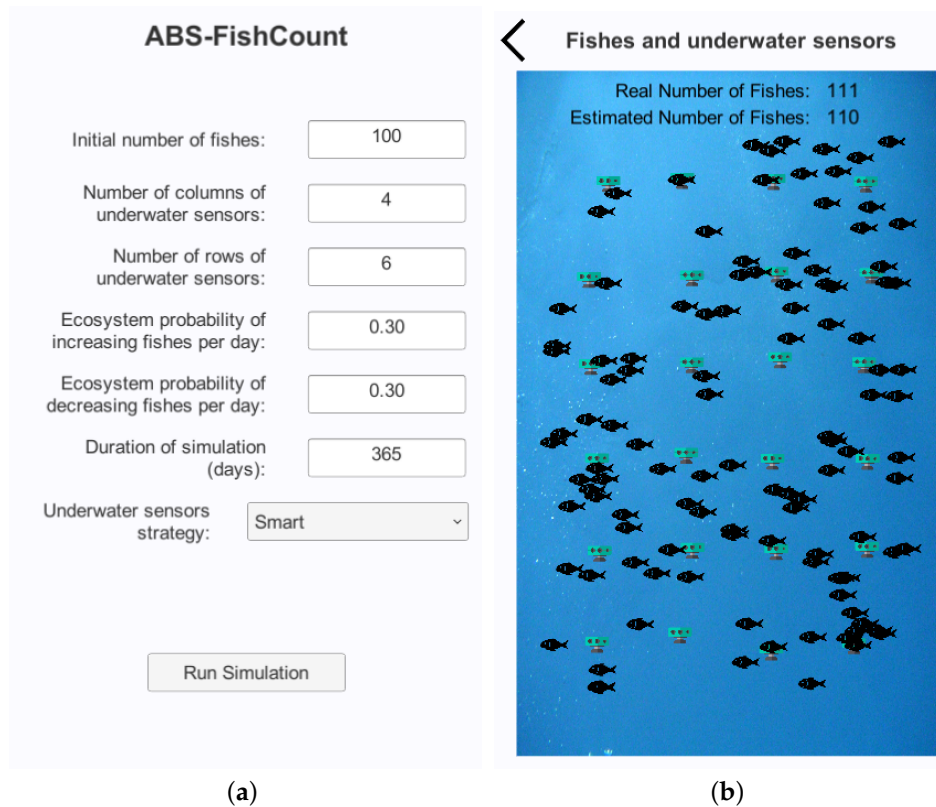 ABS-FishCount
Initial number of fishes:
100
Number of columns of
underwater sensors:
4
Number of rows of
underwater sensors:
6
Ecosystem probability of
increasing fishes per day:
0.30
Ecosystem probability of
decreasing fishes per day:
0.30
Duration of simulation
(days):
365
Underwater sensors
strategy:
Smart
Run Simulation
(a)
Fishes and underwater sensors
Real Number of Fishes: 111
Estimated Number of Fishes: 110
(b)